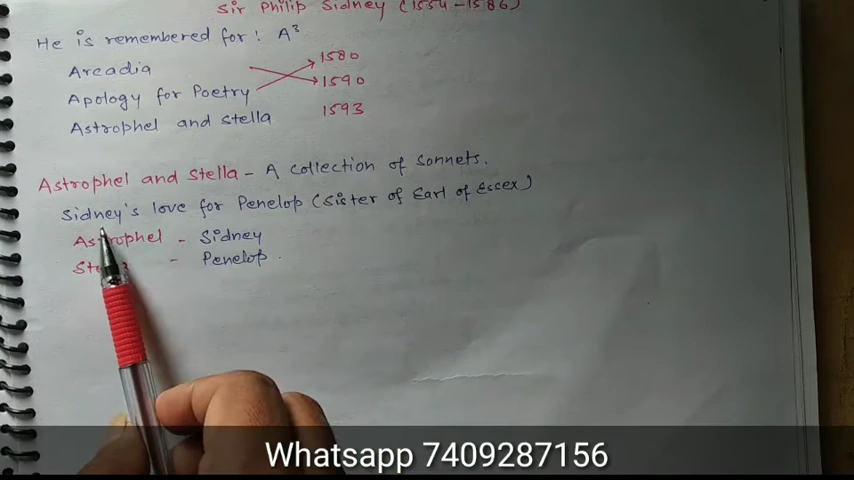 Sir Philip Sidney (1554-1586)
He is remembered for: A³
Arcadia 1580
Apology for Poetry 1590
Astrophel and Stella 1593
Astrophel and Stella - A collection of sonnets.
Sidney's love for Penelop (Sister of Earl of Essex)
Astrophel - Sidney
- Penelop.
Whatsapp 7409287156